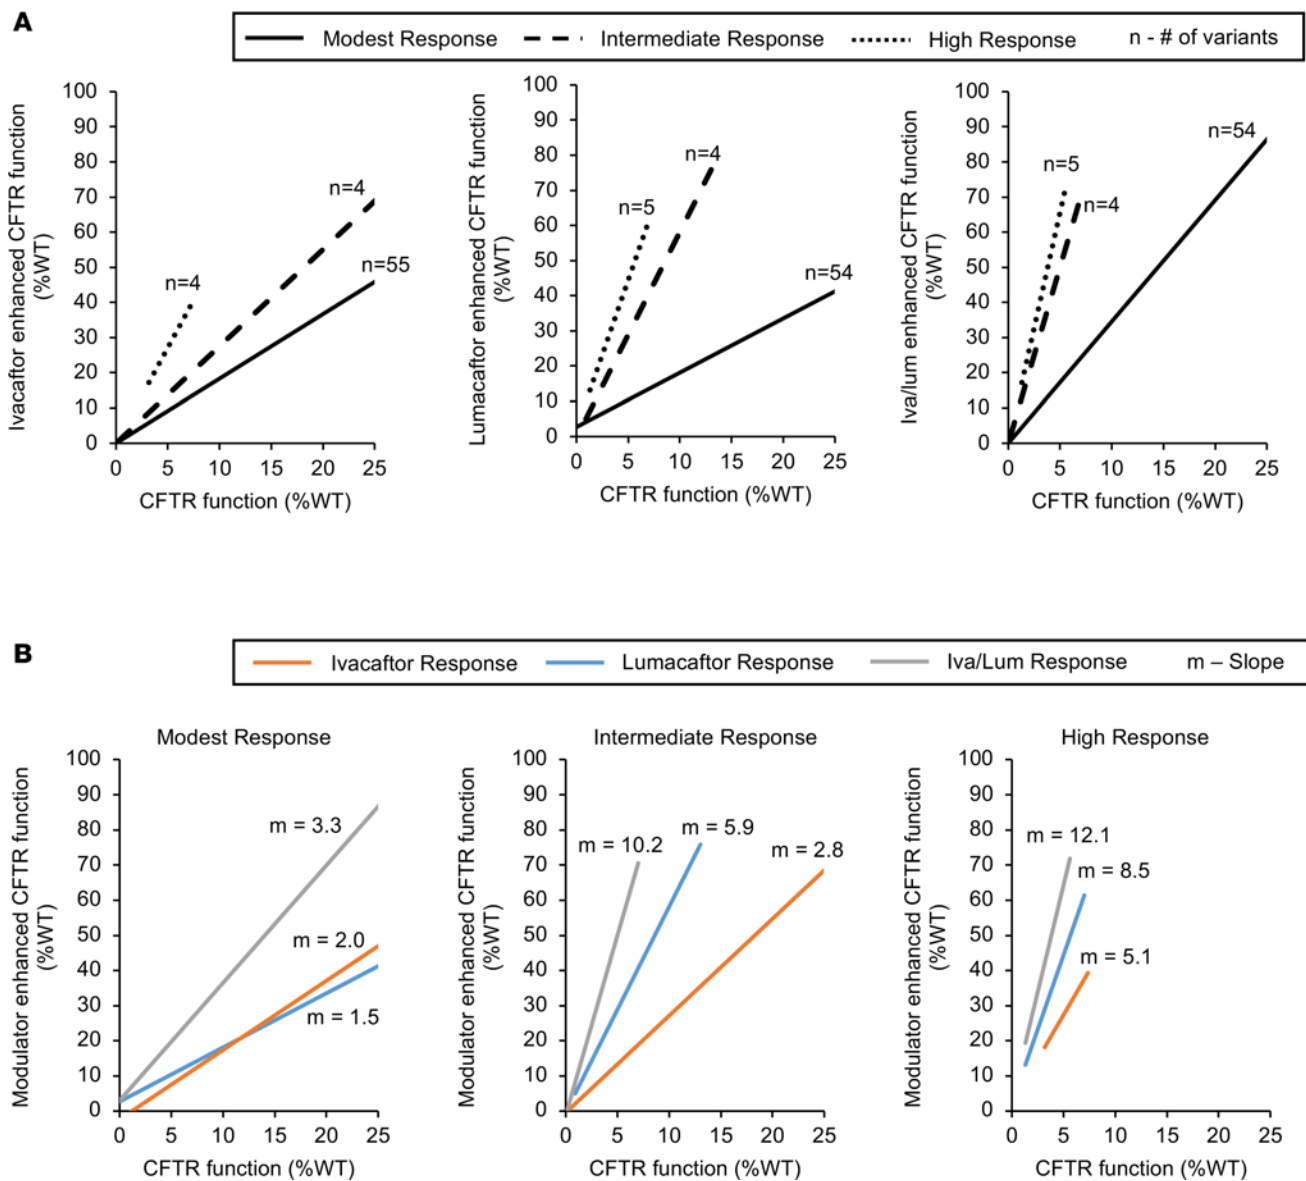 A
Modest Response Intermediate Response High Response n - # of variants
Ivacaftor enhanced CFTR function
(%WT)
100
90
80
70
60
50
40
30
20
10
0
n=4
n=4
n=55
0 5 10 15 20 25
CFTR function (%WT)
Lumacaftor enhanced CFTR function
(%WT)
100
90
80
70
60
50
40
30
20
10
0
n=4
n=5
n=54
0 5 10 15 20 25
CFTR function (%WT)
Iva/lum enhanced CFTR function
(%WT)
100
90
80
70
60
50
40
30
20
10
0
n=54
n=5
n=4
0 5 10 15 20 25
CFTR function (%WT)
B
Ivacaftor Response Lumacaftor Response Iva/Lum Response m – Slope
Modest Response
Modulator enhanced CFTR function
(%WT)
100
90
80
70
60
50
40
30
20
10
0
m = 3.3
m = 2.0
m = 1.5
0 5 10 15 20 25
CFTR function (%WT)
Intermediate Response
Modulator enhanced CFTR function
(%WT)
100
90
80
70
60
50
40
30
20
10
0
m = 10.2
m = 5.9
m = 2.8
0 5 10 15 20 25
CFTR function (%WT)
High Response
Modulator enhanced CFTR function
(%WT)
100
90
80
70
60
50
40
30
20
10
0
m = 12.1
m = 8.5
m = 5.1
0 5 10 15 20 25
CFTR function (%WT)